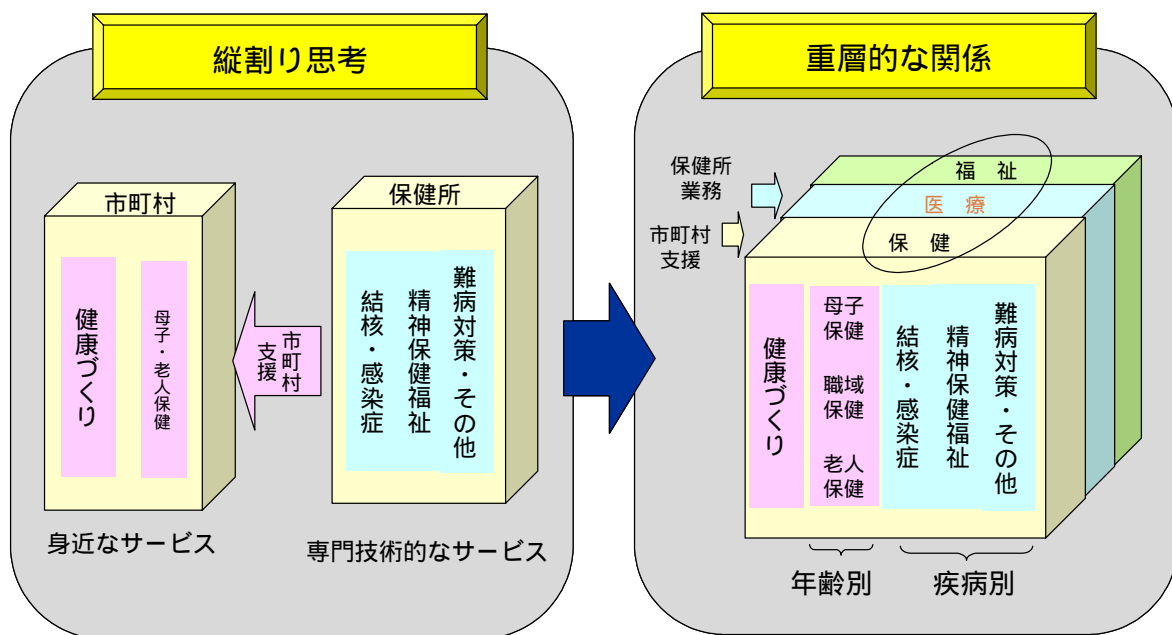 縦割り思考
市町村
健康づくり
母子・老人保健
身近なサービス
市町村
支援
保健所
難病対策・その他
精神保健福祉
結核・感染症
専門技術的なサービス
重層的な関係
保健所
業務
市町村
支援
福 祉
医 療
保 健
健康づくり
母子
保健
職域
保健
老人
保健
結核・感染症
精神保健福祉
難病対策・その他
年齢別
疾病別